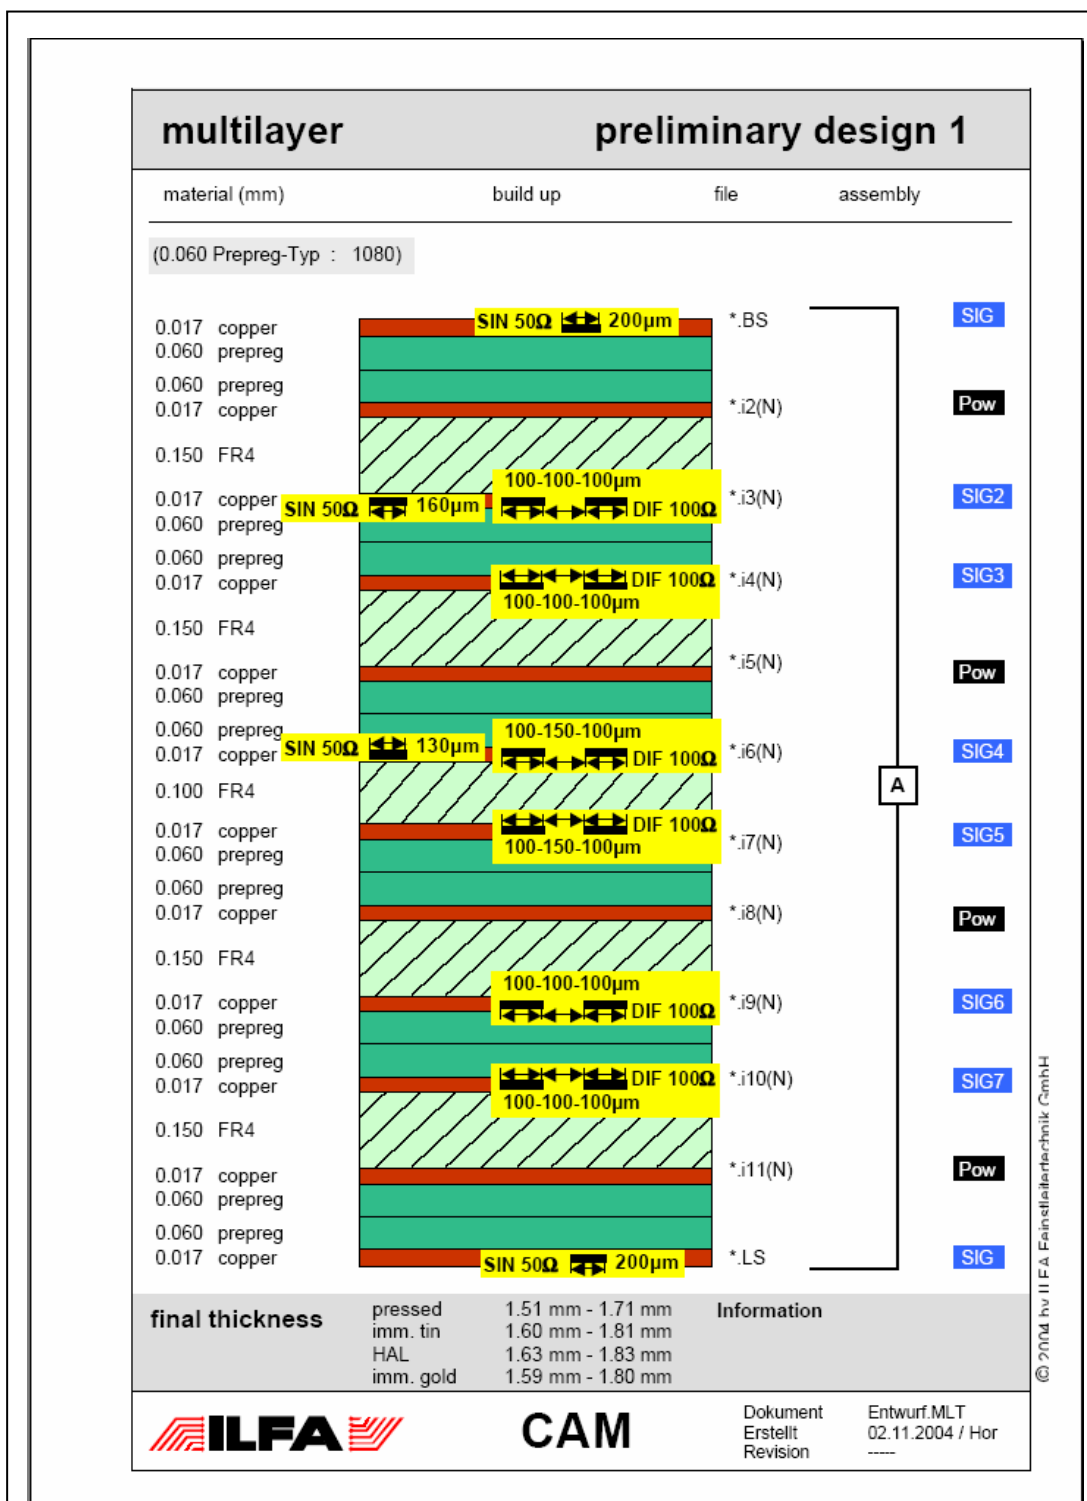 multilayer preliminary design 1
material (mm) build up file assembly
(0.060 Prepreg-Typ : 1080)
0.017 copper SIN 50Ω 200µm *.BS SIG
0.060 prepreg
0.060 prepreg
0.017 copper *.i2(N) Pow
0.150 FR4
100-100-100µm
0.017 copper SIN 50Ω 160µm DIF 100Ω *.i3(N) SIG2
0.060 prepreg
0.060 prepreg
0.017 copper DIF 100Ω *.i4(N) SIG3
100-100-100µm
0.150 FR4
0.017 copper *.i5(N) Pow
0.060 prepreg
0.060 prepreg 100-150-100µm
0.017 copper SIN 50Ω 130µm DIF 100Ω *.i6(N) SIG4
A
0.100 FR4
0.017 copper DIF 100Ω *.i7(N) SIG5
0.060 prepreg 100-150-100µm
0.060 prepreg
0.017 copper *.i8(N) Pow
0.150 FR4
100-100-100µm
0.017 copper DIF 100Ω *.i9(N) SIG6
0.060 prepreg
0.060 prepreg
0.017 copper DIF 100Ω *.i10(N) SIG7
100-100-100µm
0.150 FR4
0.017 copper *.i11(N) Pow
0.060 prepreg
0.060 prepreg
0.017 copper SIN 50Ω 200µm *.LS SIG
final thickness pressed 1.51 mm - 1.71 mm Information
imm. tin 1.60 mm - 1.81 mm
HAL 1.63 mm - 1.83 mm
imm. gold 1.59 mm - 1.80 mm
© 2004 by ILFA Feinstleitertechnik GmbH
ILFA CAM
Dokument Entwurf.MLT
Erstellt 02.11.2004 / Hor
Revision -----